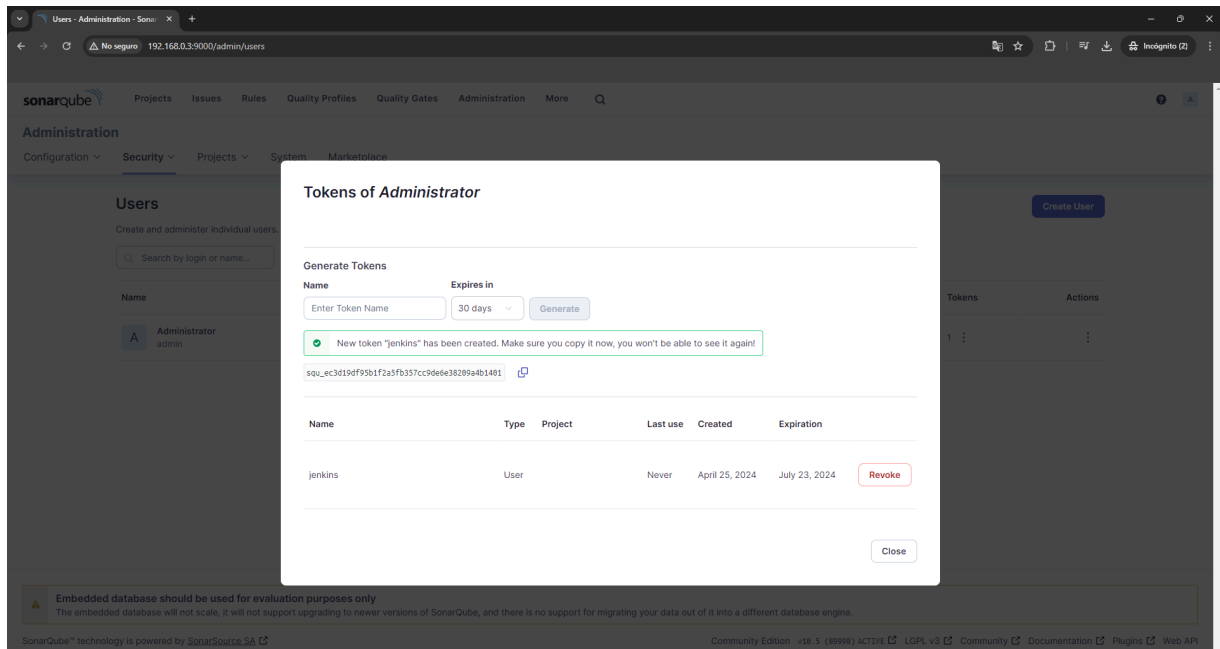 Users - Administration - Sonar
No seguro 192.168.0.3:9000/admin/users
Incógnito (2)
sonarqube Projects Issues Rules Quality Profiles Quality Gates Administration More A
Administration
Configuration Security Projects System Marketplace
Tokens of Administrator
Users
Create User
Create and administer individual users.
Search by login or name...
Generate Tokens
Name Expires in
Enter Token Name 30 days Generate
Name Tokens Actions
A Administrator
admin
1
New token "jenkins" has been created. Make sure you copy it now, you won't be able to see it again!
squ_ec3d19df95b1f2a5fb357cc9de6e38209a4b1401
Name Type Project Last use Created Expiration
jenkins User Never April 25, 2024 July 23, 2024 Revoke
Close
Embedded database should be used for evaluation purposes only
The embedded database will not scale, it will not support upgrading to newer versions of SonarQube, and there is no support for migrating your data out of it into a different database engine.
SonarQube™ technology is powered by SonarSource SA Community Edition v10.5 (89998) ACTIVE LGPL v3 Community Documentation Plugins Web API